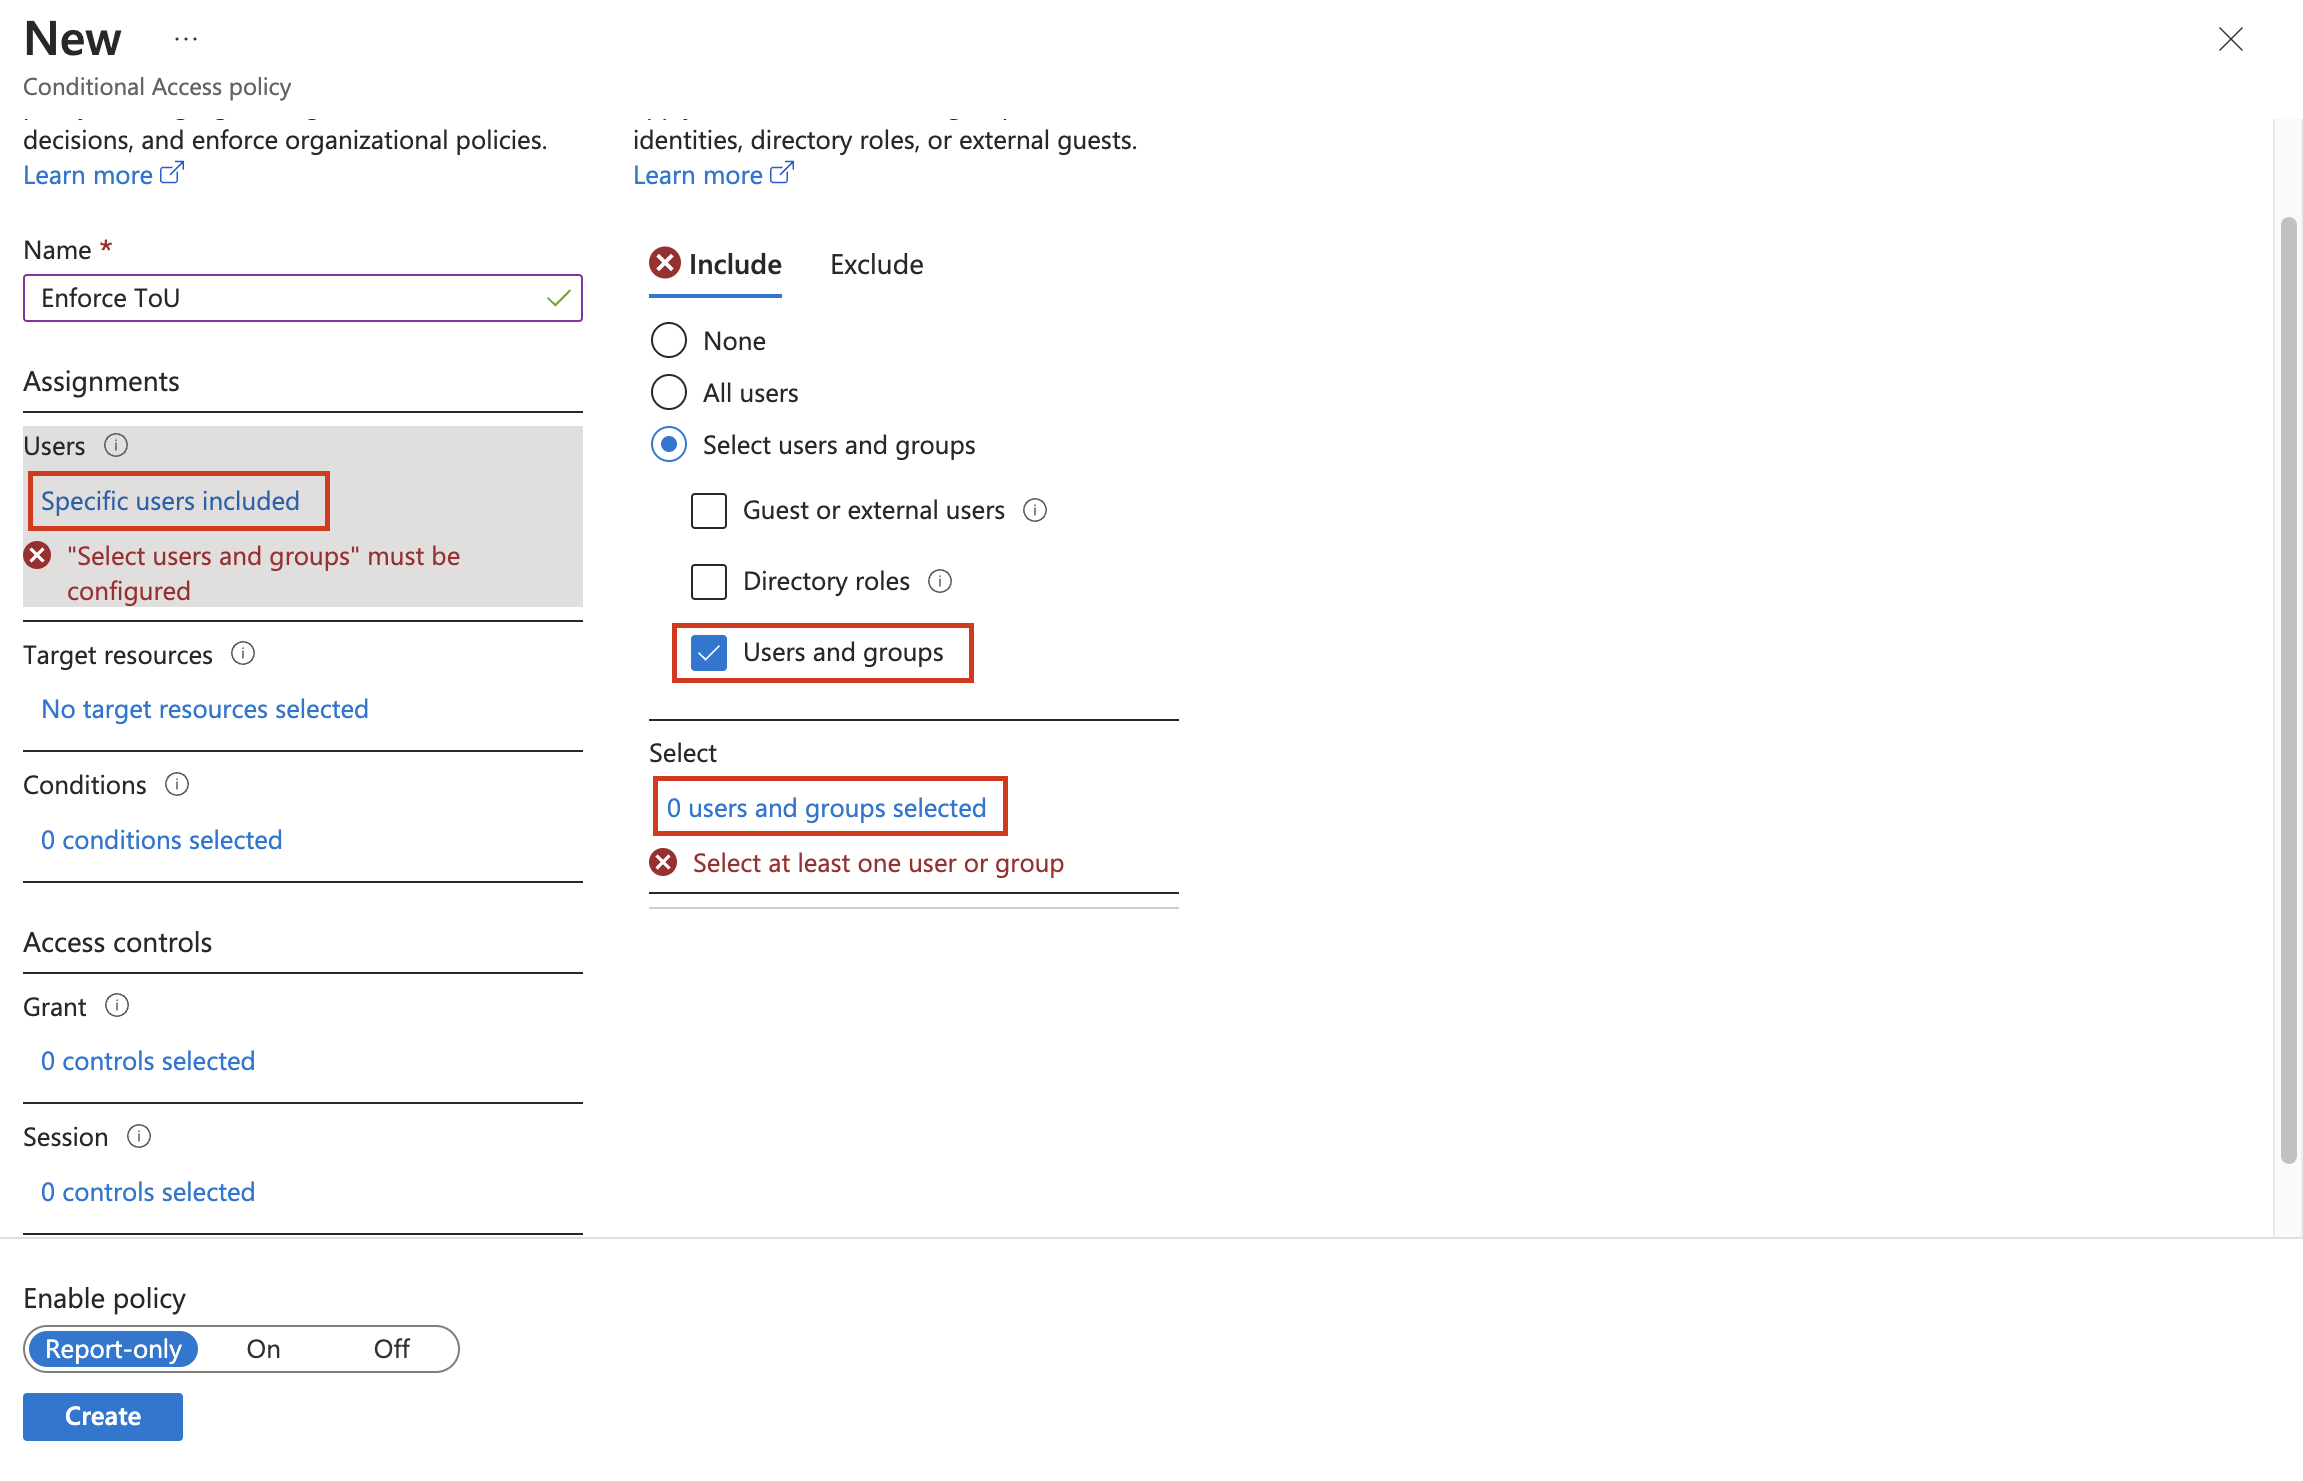 New ...
Conditional Access policy
decisions, and enforce organizational policies.
Learn more
Name *
Enforce ToU
Assignments
Users
Specific users included
"Select users and groups" must be
configured
Target resources
No target resources selected
Conditions
0 conditions selected
Access controls
Grant
0 controls selected
Session
0 controls selected
identities, directory roles, or external guests.
Learn more
Include
Exclude
None
All users
Select users and groups
Guest or external users
Directory roles
Users and groups
Select
0 users and groups selected
Select at least one user or group
Enable policy
Report-only On Off
Create